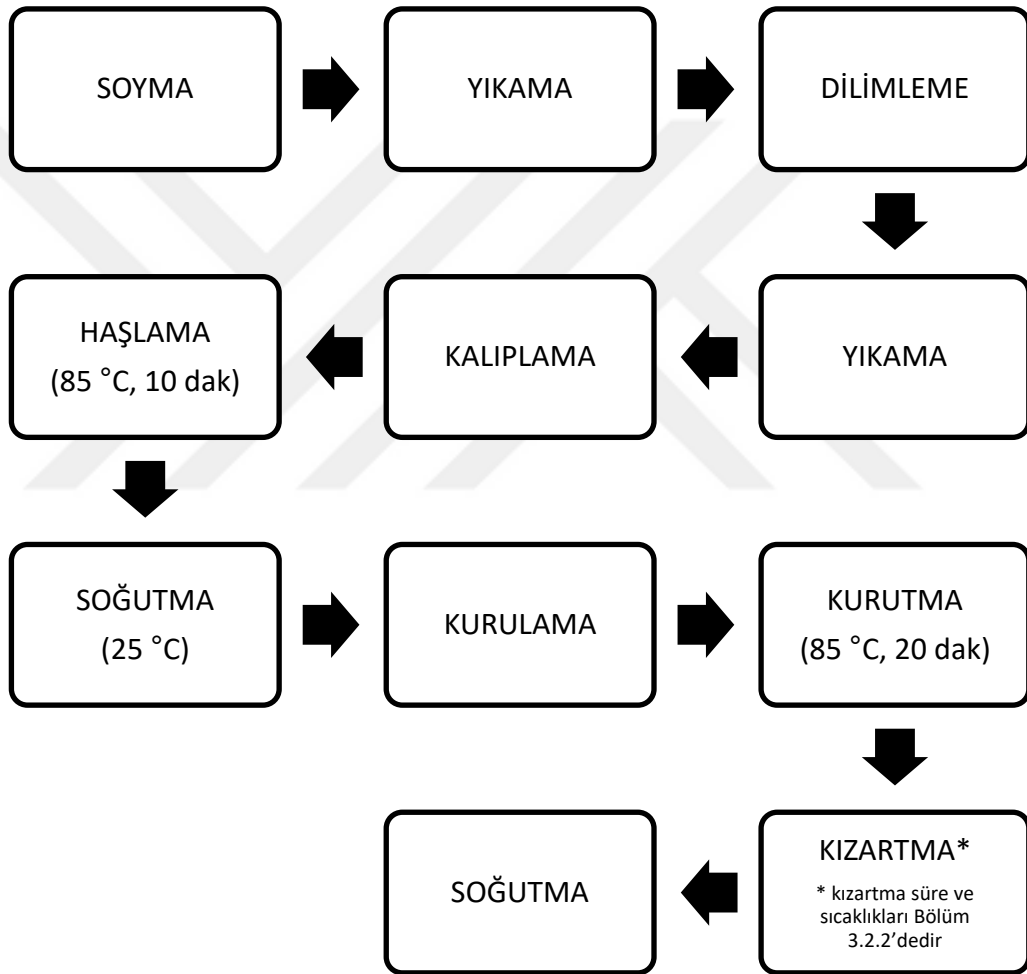 SOYMA
YIKAMA
DİLİMLEME
YIKAMA
KALIPLAMA
HAŞLAMA
(85 °C, 10 dak)
SOĞUTMA
(25 °C)
KURULAMA
KURUTMA
(85 °C, 20 dak)
KIZARTMA*
* kızartma süre ve
sıcaklıkları Bölüm
3.2.2’dedir
SOĞUTMA